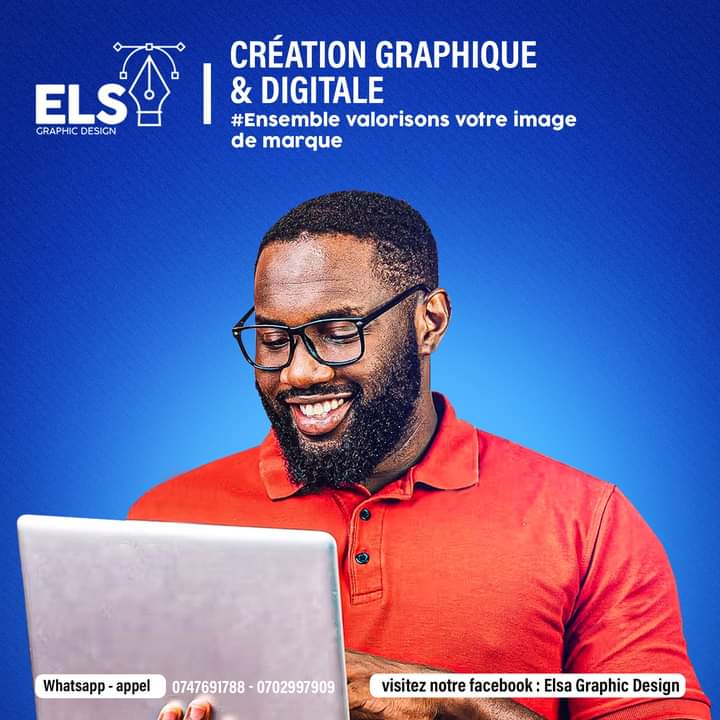 ELS
GRAPHIC DESIGN
CRÉATION GRAPHIQUE
& DIGITALE
#Ensemble valorisons votre image
de marque
Whatsapp - appel 0747691788 - 0702997909
visitez notre facebook : Elsa Graphic Design